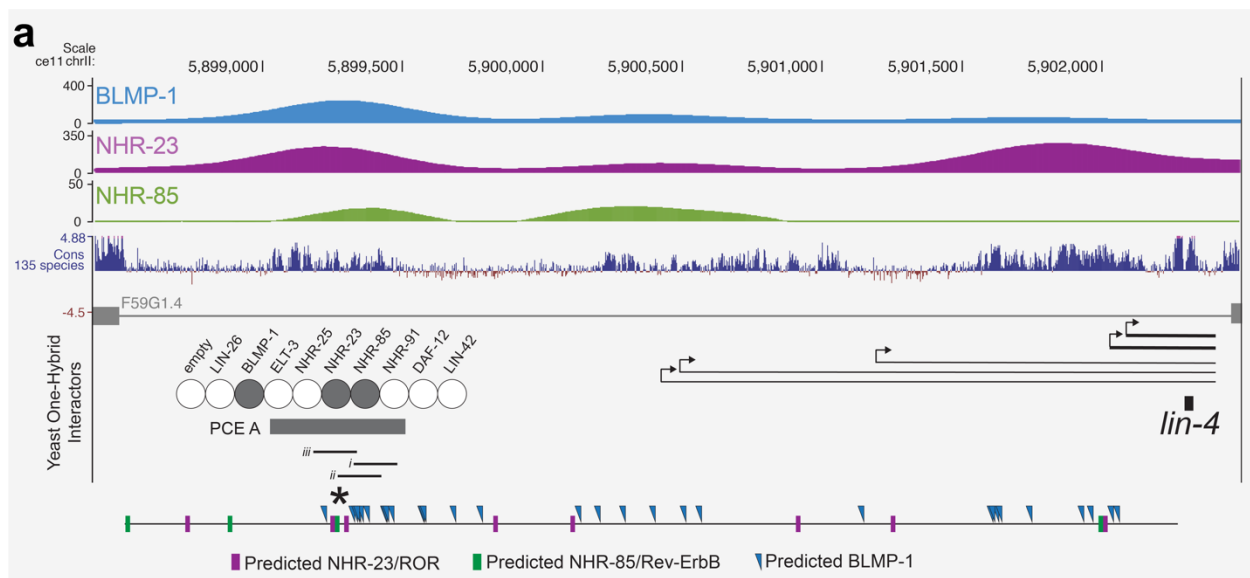 a
Scale
ce11 chrII:
5,899,000| 5,899,500| 5,900,000| 5,900,500| 5,901,000| 5,901,500| 5,902,000|
400
BLMP-1
0
350
NHR-23
0
50
NHR-85
0
4.88
Cons
135 species
-4.5
F59G1.4
Yeast One-Hybrid
Interactors
empty LIN-26 BLMP-1 ELT-3 NHR-25 NHR-23 NHR-85 NHR-91 DAF-12 LIN-42
PCE A
lin-4
iii
i
ii
*
Predicted NHR-23/ROR Predicted NHR-85/Rev-ErbB Predicted BLMP-1